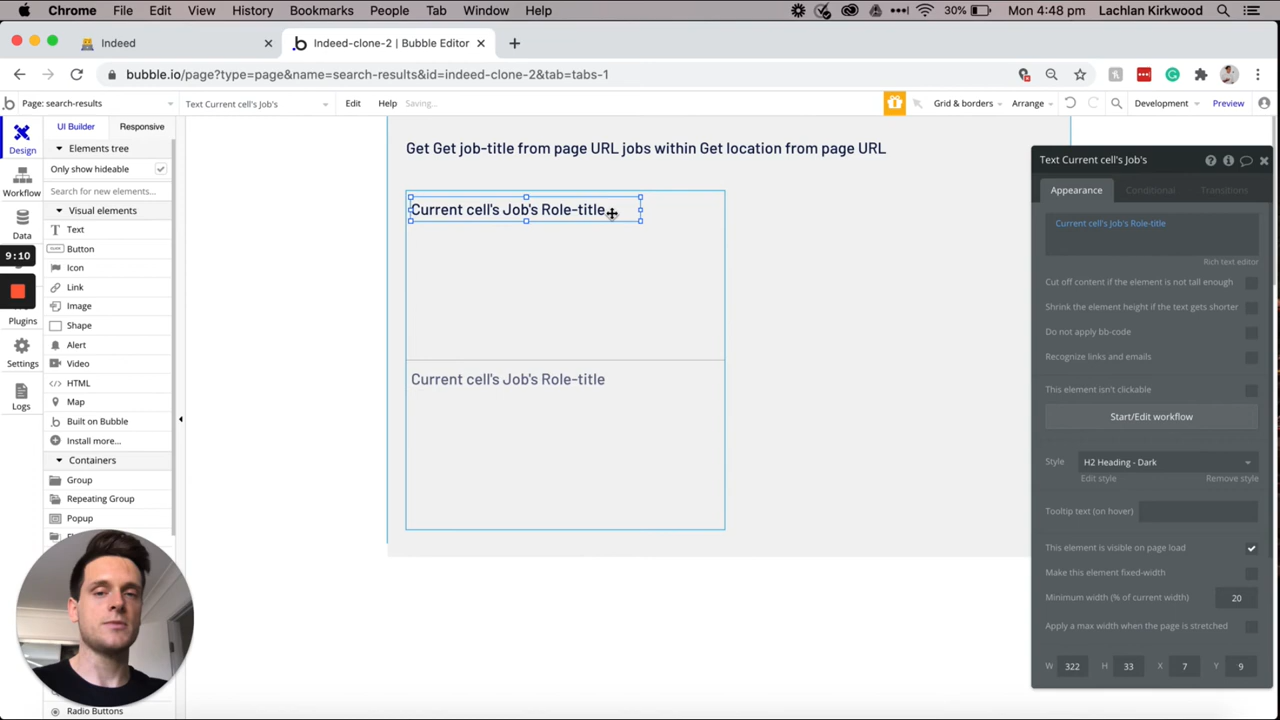 Chrome File Edit View History Bookmarks People Tab Window Help 30% Mon 4:48 pm Lachlan Kirkwood
Indeed
Indeed-clone-2 | Bubble Editor
bubble.io/page?type=page&name=search-results&id=indeed-clone-2&tab=tabs-1
Page: search-results Text Current cell's Job's Edit Help Saving... Grid & borders Arrange Development Preview
Design
Workflow
Data
9:10
Plugins
Settings
Logs
UI Builder Responsive
Elements tree
Only show hideable
Search for new elements...
Visual elements
Text
Button
Icon
Link
Image
Shape
Alert
Video
HTML
Map
Built on Bubble
Install more...
Containers
Group
Repeating Group
Popup
Radio Buttons
Get Get job-title from page URL jobs within Get location from page URL
Current cell's Job's Role-title
Current cell's Job's Role-title
Text Current cell's Job's
Appearance Conditional Transitions
Current cell's Job's Role-title
Rich text editor
Cut off content if the element is not tall enough
Shrink the element height if the text gets shorter
Do not apply bb-code
Recognize links and emails
This element isn't clickable
Start/Edit workflow
Style H2 Heading - Dark
Edit style Remove style
Tooltip text (on hover)
This element is visible on page load
Make this element fixed-width
Minimum width (% of current width) 20
Apply a max width when the page is stretched
W 322 H 33 X 7 Y 9